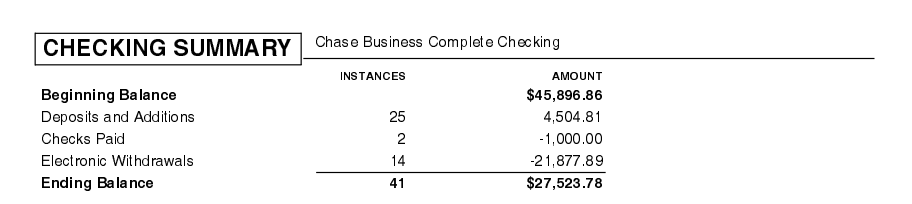 CHECKING SUMMARY Chase Business Complete Checking
INSTANCES AMOUNT
Beginning Balance $45,896.86
Deposits and Additions 25 4,504.81
Checks Paid 2 -1,000.00
Electronic Withdrawals 14 -21,877.89
Ending Balance 41 $27,523.78